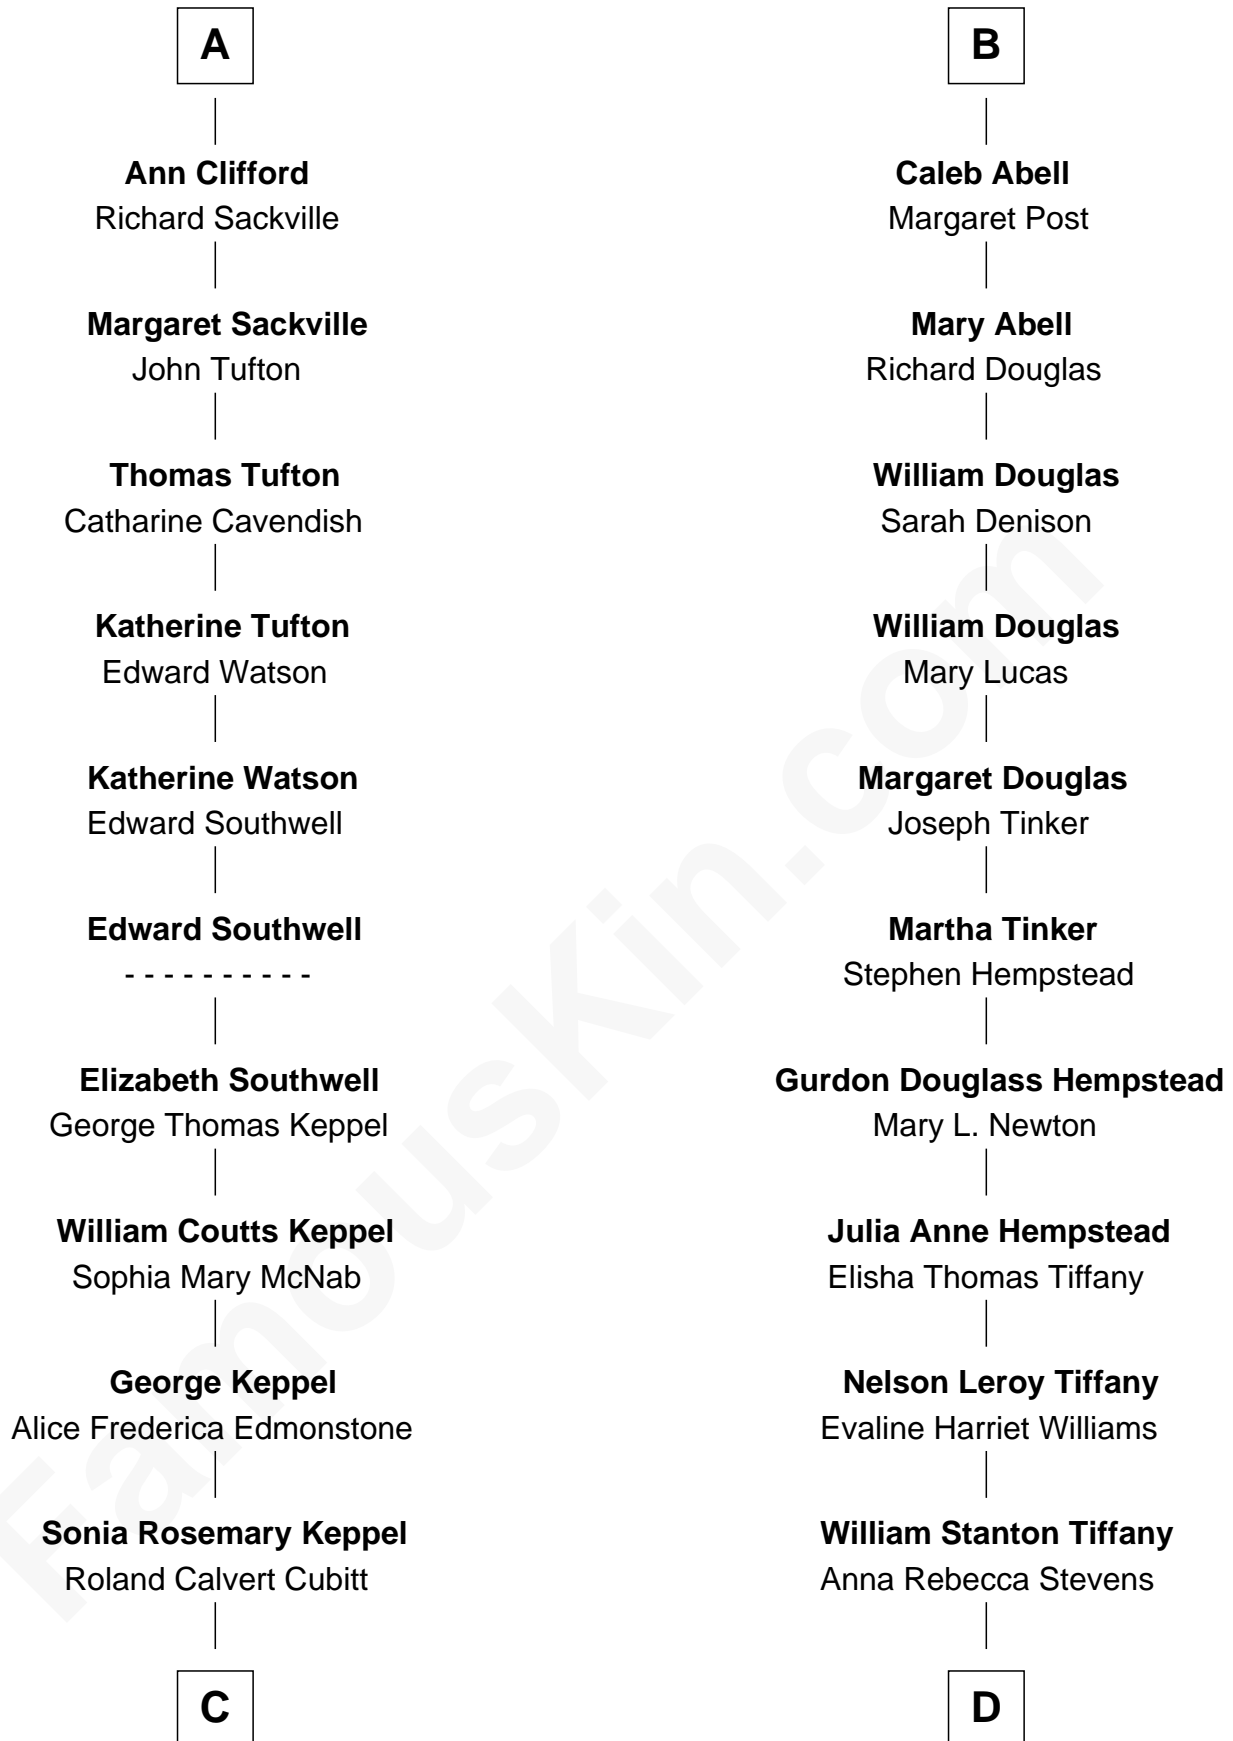 A
Ann Clifford
Richard Sackville
Margaret Sackville
John Tufton
Thomas Tufton
Catharine Cavendish
Katherine Tufton
Edward Watson
Katherine Watson
Edward Southwell
Edward Southwell
- - - - - - - - - -
Elizabeth Southwell
George Thomas Keppel
William Coutts Keppel
Sophia Mary McNab
George Keppel
Alice Frederica Edmonstone
Sonia Rosemary Keppel
Roland Calvert Cubitt
C
B
Caleb Abell
Margaret Post
Mary Abell
Richard Douglas
William Douglas
Sarah Denison
William Douglas
Mary Lucas
Margaret Douglas
Joseph Tinker
Martha Tinker
Stephen Hempstead
Gurdon Douglass Hempstead
Mary L. Newton
Julia Anne Hempstead
Elisha Thomas Tiffany
Nelson Leroy Tiffany
Evaline Harriet Williams
William Stanton Tiffany
Anna Rebecca Stevens
D
FamousKin.com